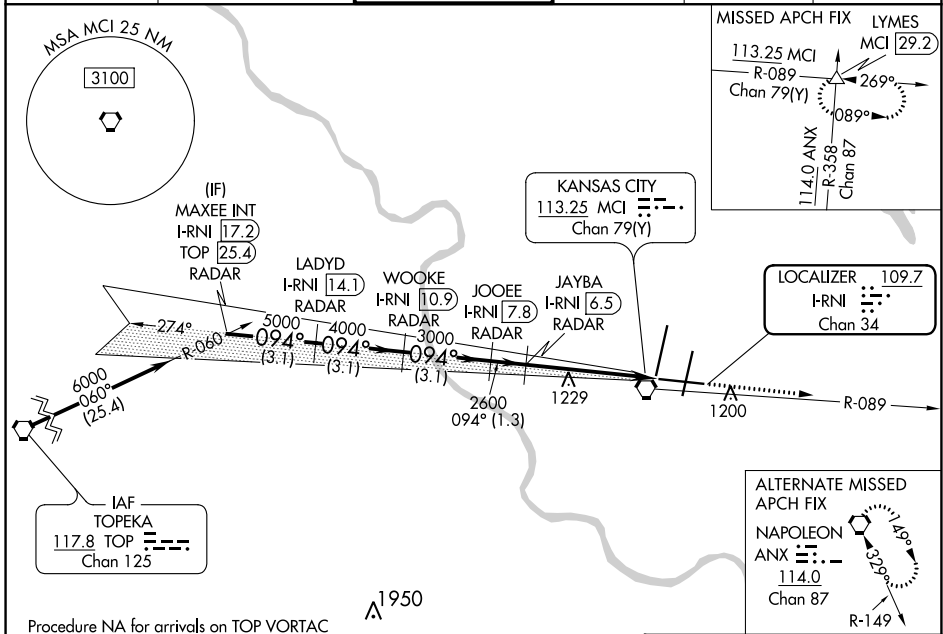 MSA MCI 25 NM
3100
MISSED APCH FIX
LYMES
MCI 29.2
113.25 MCI
R-089
Chan 79(Y)
269°
089°
114.0 ANX
R-358
Chan 87
(IF)
MAXEE INT
I-RNI 17.2
TOP 25.4
RADAR
LADYD
I-RNI 14.1
RADAR
WOOKE
I-RNI 10.9
RADAR
JOOEE
I-RNI 7.8
RADAR
JAYBA
I-RNI 6.5
RADAR
KANSAS CITY
113.25 MCI
Chan 79(Y)
LOCALIZER 109.7
I-RNI
Chan 34
274°
R-060
5000
094°
(3.1)
4000
094°
(3.1)
3000
094°
(3.1)
2600
094° (1.3)
1229
1200
R-089
6000
060°
(25.4)
IAF
TOPEKA
117.8 TOP
Chan 125
ALTERNATE MISSED
APCH FIX
NAPOLEON
ANX
114.0
Chan 87
149°
329°
R-149
1950
Procedure NA for arrivals on TOP VORTAC